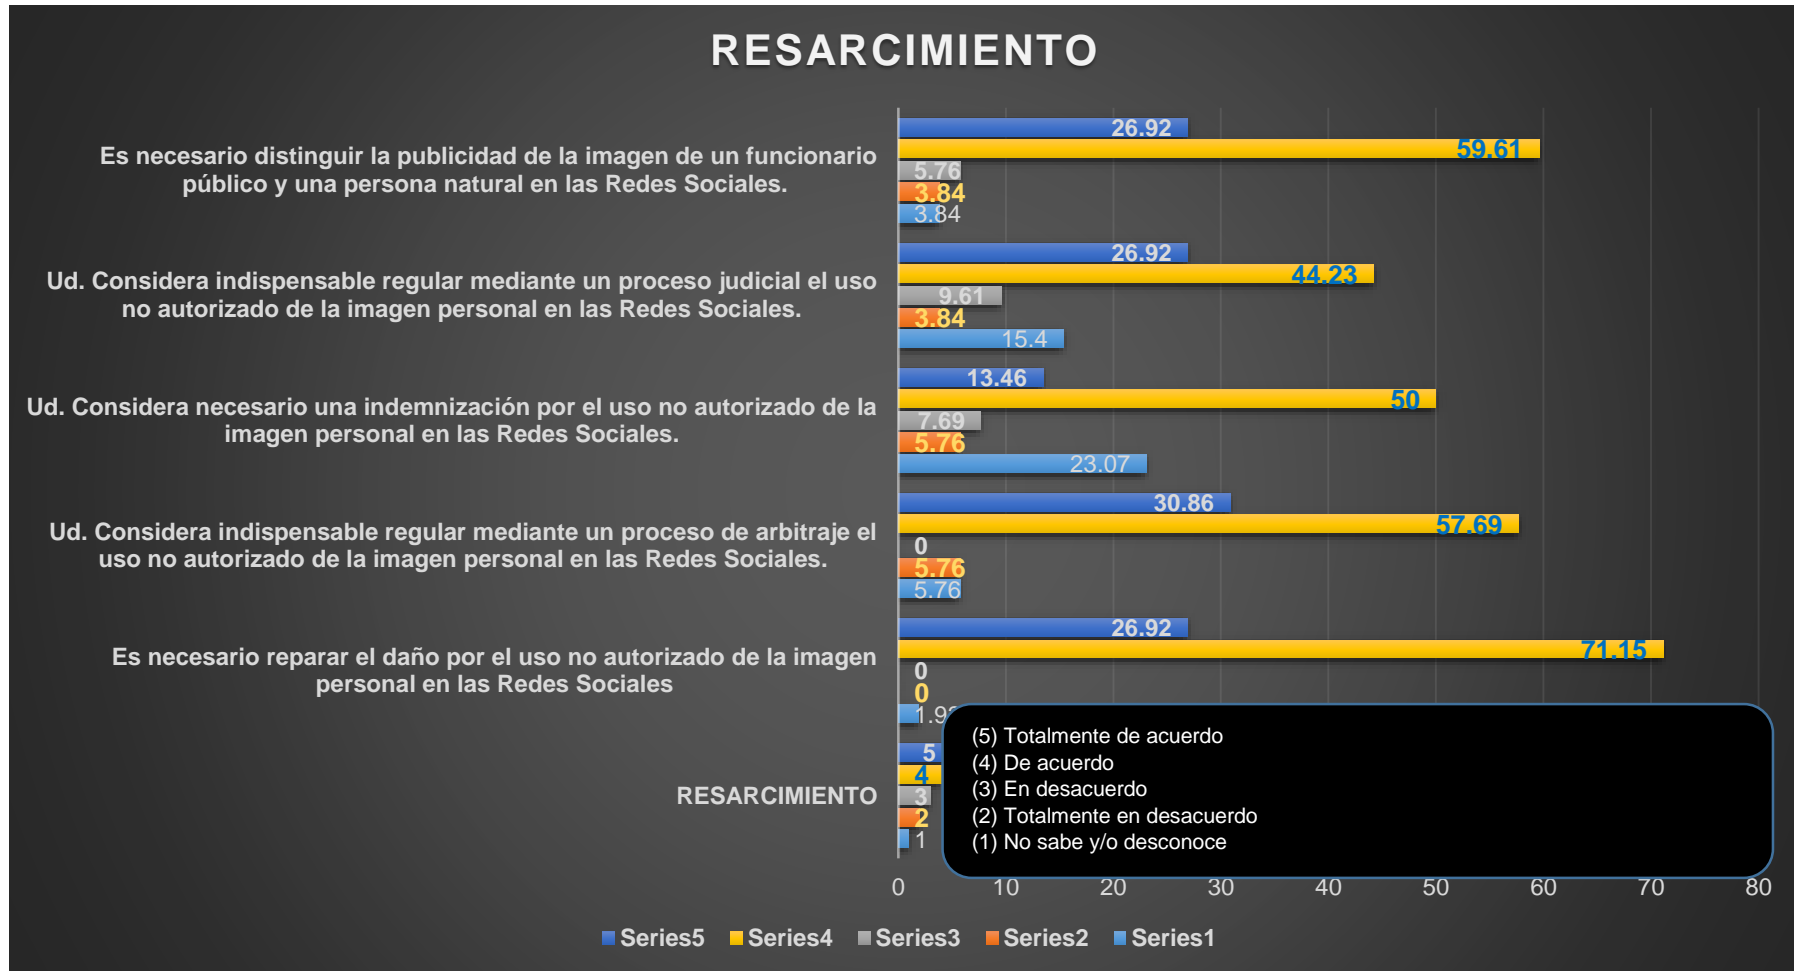 RESARCIMIENTO
26.92
59.61
Es necesario distinguir la publicidad de la imagen de un funcionario
público y una persona natural en las Redes Sociales.
5.76
3.84
3.84
26.92
44.23
Ud. Considera indispensable regular mediante un proceso judicial el uso
no autorizado de la imagen personal en las Redes Sociales.
9.61
3.84
15.4
13.46
50
Ud. Considera necesario una indemnización por el uso no autorizado de la
imagen personal en las Redes Sociales.
7.69
5.76
23.07
30.86
57.69
Ud. Considera indispensable regular mediante un proceso de arbitraje el
uso no autorizado de la imagen personal en las Redes Sociales.
0
5.76
5.76
26.92
71.15
Es necesario reparar el daño por el uso no autorizado de la imagen
personal en las Redes Sociales
0
0
RESARCIMIENTO
5
4
3
2
1
(5) Totalmente de acuerdo
(4) De acuerdo
(3) En desacuerdo
(2) Totalmente en desacuerdo
(1) No sabe y/o desconoce
0 10 20 30 40 50 60 70 80
Series5 Series4 Series3 Series2 Series1